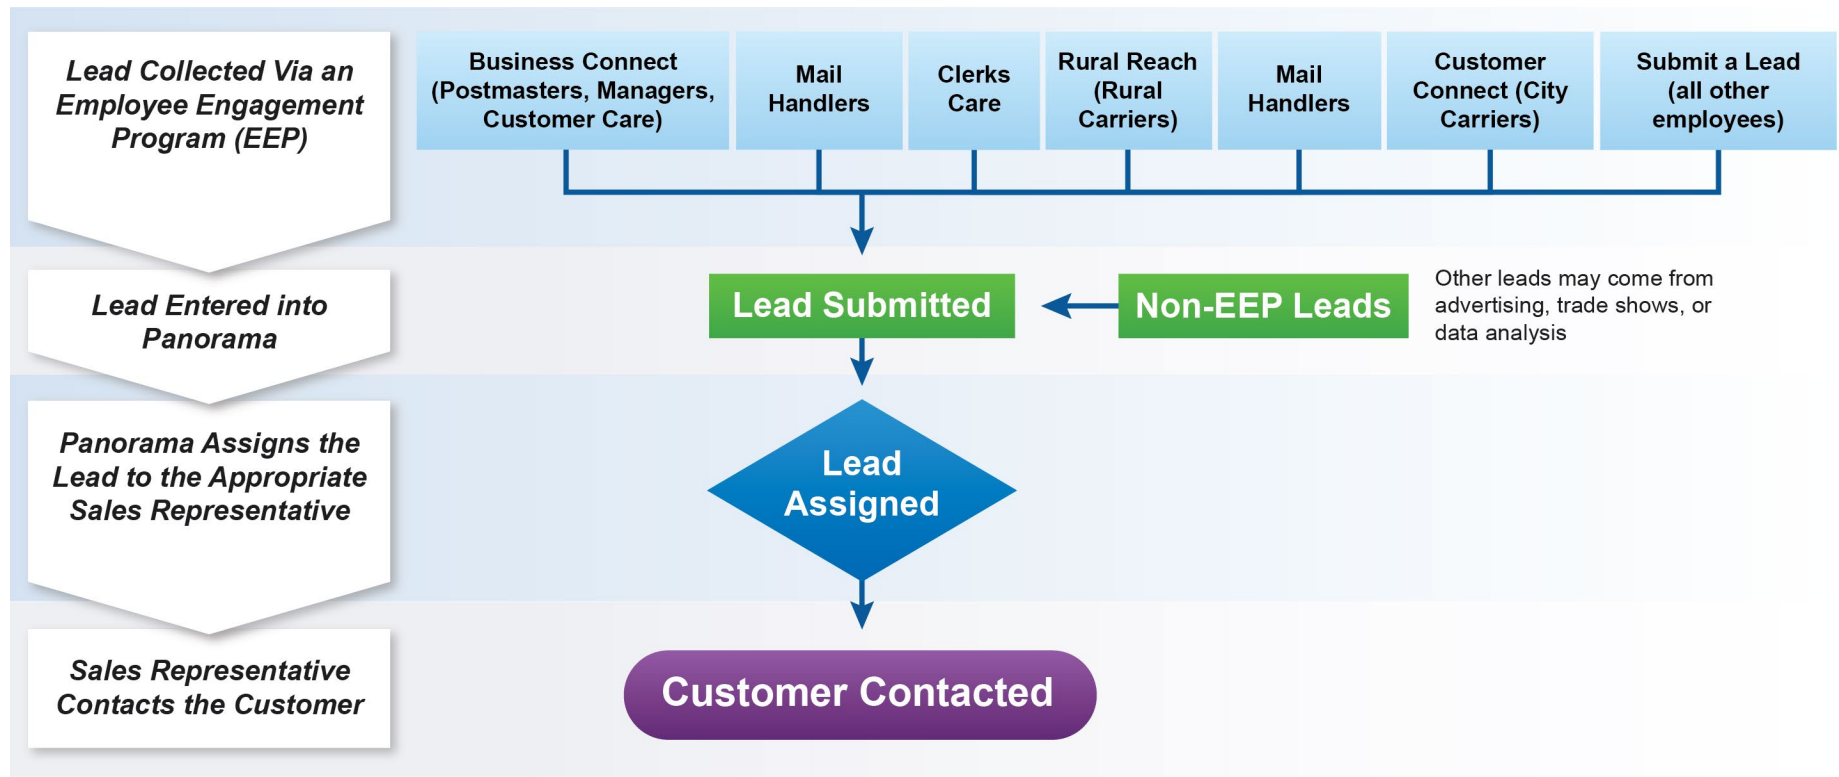 Lead Collected Via an
Employee Engagement
Program (EEP)
Business Connect
(Postmasters, Managers,
Customer Care)
Mail
Handlers
Clerks
Care
Rural Reach
(Rural
Carriers)
Mail
Handlers
Customer
Connect (City
Carriers)
Submit a Lead
(all other
employees)
Lead Entered into
Panorama
Lead Submitted
Non-EEP Leads
Other leads may come from
advertising, trade shows, or
data analysis
Panorama Assigns the
Lead to the Appropriate
Sales Representative
Lead
Assigned
Sales Representative
Contacts the Customer
Customer Contacted